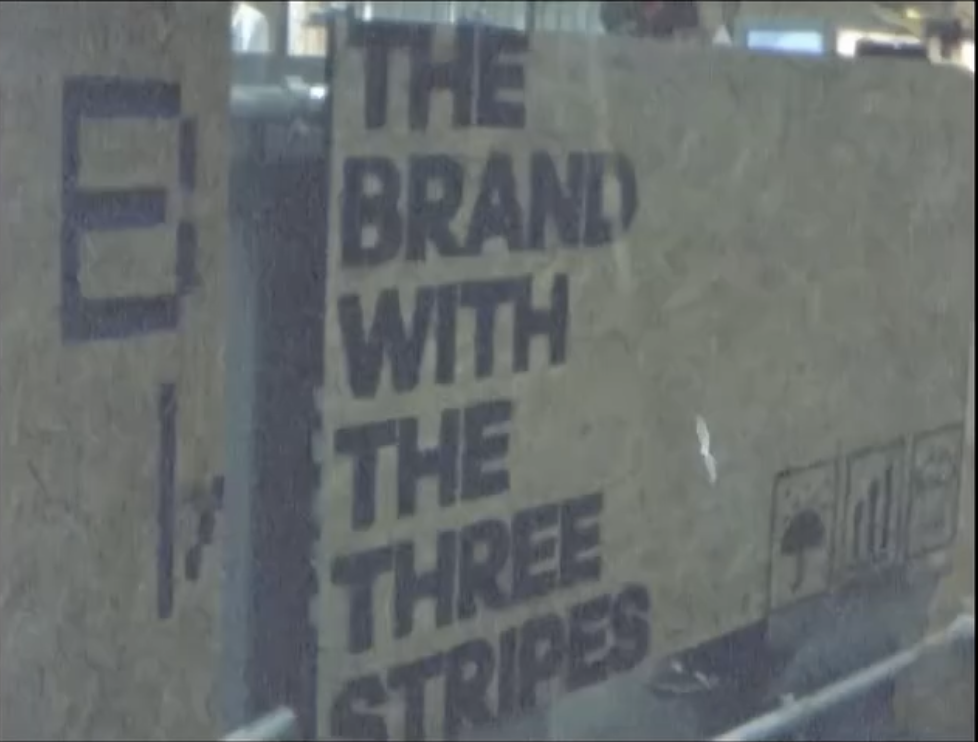 THE
BRAND
WITH
THE
THREE
STRIPES